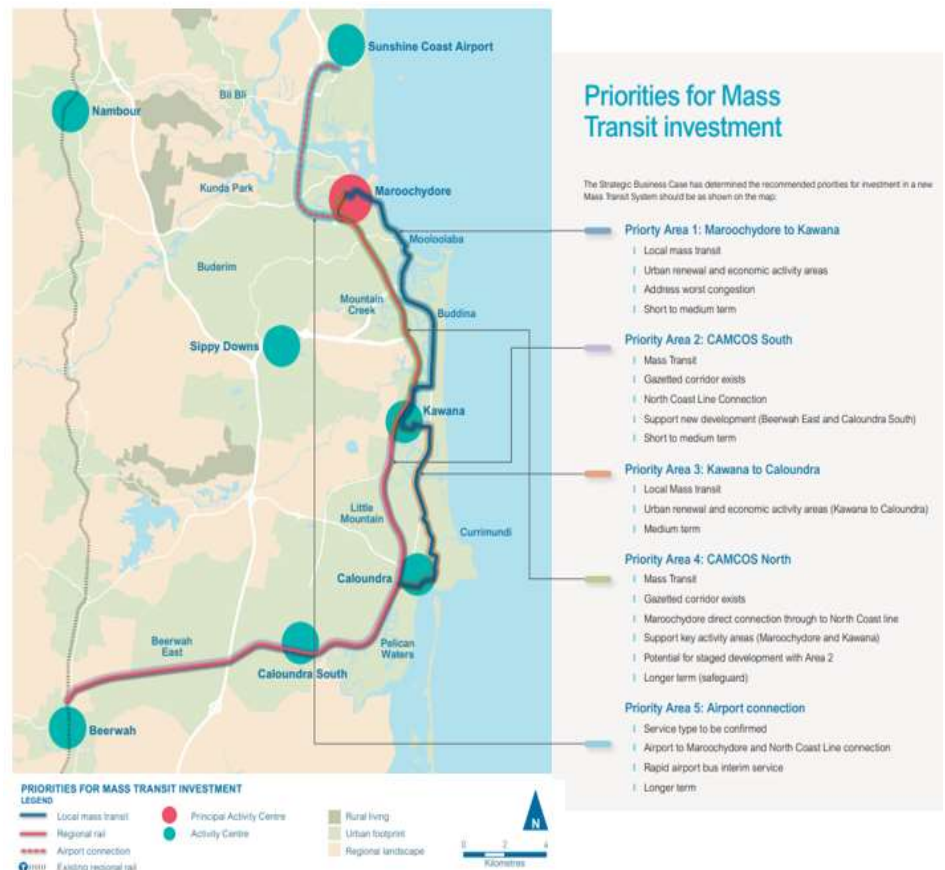 Sunshine Coast Airport
Nambour
Bli Bli
Kunda Park
Maroochydore
Mooloolaba
Buderim
Mountain
Creek
Buddina
Sippy Downs
Kawana
Little
Mountain
Currimundi
Caloundra
Beerwah
East
Pelican
Waters
Caloundra South
Beerwah
PRIORITIES FOR MASS TRANSIT INVESTMENT
LEGEND
Local mass transit
Regional rail
Airport connection
Existing regional rail
Principal Activity Centre
Activity Centre
Rural living
Urban footprint
Regional landscape
N
0 2 4
Kilometres
Priorities for Mass
Transit investment
The Strategic Business Case has determined the recommended priorities for investment in a new
Mass Transit System should be as shown on the map:
Priorty Area 1: Maroochydore to Kawana
Local mass transit
Urban renewal and economic activity areas
Address worst congestion
Short to medium term
Priority Area 2: CAMCOS South
Mass Transit
Gazetted corridor exists
North Coast Line Connection
Support new development (Beerwah East and Caloundra South)
Short to medium term
Priority Area 3: Kawana to Caloundra
Local Mass transit
Urban renewal and economic activity areas (Kawana to Caloundra)
Medium term
Priority Area 4: CAMCOS North
Mass Transit
Gazetted corridor exists
Maroochydore direct connection through to North Coast line
Support key activity areas (Maroochydore and Kawana)
Potential for staged development with Area 2
Longer term (safeguard)
Priority Area 5: Airport connection
Service type to be confirmed
Airport to Maroochydore and North Coast Line connection
Rapid airport bus interim service
Longer term